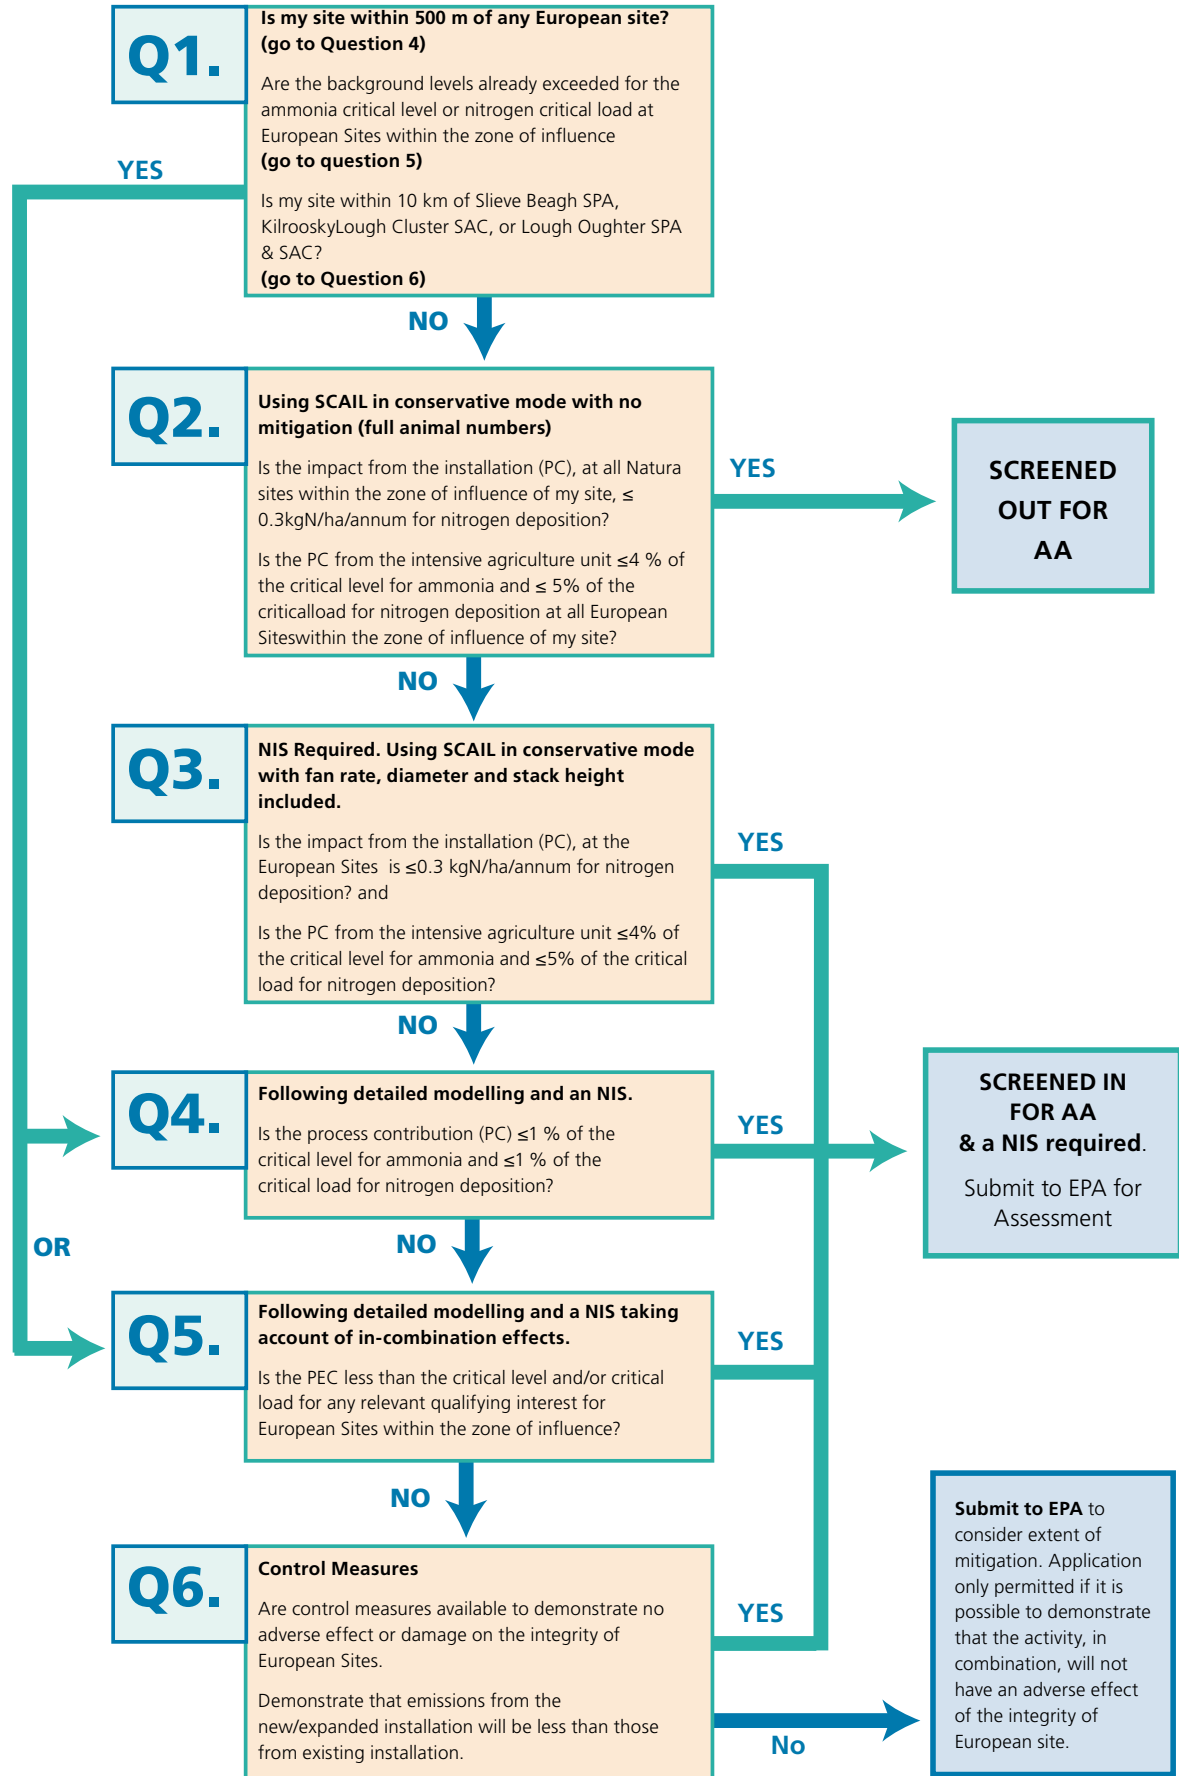 Q1.
Is my site within 500 m of any European site?
(go to Question 4)
Are the background levels already exceeded for the
ammonia critical level or nitrogen critical load at
European Sites within the zone of influence
(go to question 5)
Is my site within 10 km of Slieve Beagh SPA,
KilrooskyLough Cluster SAC, or Lough Oughter SPA
& SAC?
(go to Question 6)
YES
NO
Q2.
Using SCAIL in conservative mode with no
mitigation (full animal numbers)
Is the impact from the installation (PC), at all Natura
sites within the zone of influence of my site, ≤
0.3kgN/ha/annum for nitrogen deposition?
Is the PC from the intensive agriculture unit ≤4 % of
the critical level for ammonia and ≤ 5% of the
criticalload for nitrogen deposition at all European
Siteswithin the zone of influence of my site?
YES
SCREENED
OUT FOR
AA
NO
Q3.
NIS Required. Using SCAIL in conservative mode
with fan rate, diameter and stack height
included.
Is the impact from the installation (PC), at the
European Sites is ≤0.3 kgN/ha/annum for nitrogen
deposition? and
Is the PC from the intensive agriculture unit ≤4% of
the critical level for ammonia and ≤5% of the critical
load for nitrogen deposition?
YES
NO
Q4.
Following detailed modelling and an NIS.
Is the process contribution (PC) ≤1 % of the
critical level for ammonia and ≤1 % of the
critical load for nitrogen deposition?
YES
SCREENED IN
FOR AA
& a NIS required.
Submit to EPA for
Assessment
NO
OR
Q5.
Following detailed modelling and a NIS taking
account of in-combination effects.
Is the PEC less than the critical level and/or critical
load for any relevant qualifying interest for
European Sites within the zone of influence?
YES
NO
Q6.
Control Measures
Are control measures available to demonstrate no
adverse effect or damage on the integrity of
European Sites.
Demonstrate that emissions from the
new/expanded installation will be less than those
from existing installation.
YES
No
Submit to EPA to
consider extent of
mitigation. Application
only permitted if it is
possible to demonstrate
that the activity, in
combination, will not
have an adverse effect
of the integrity of
European site.